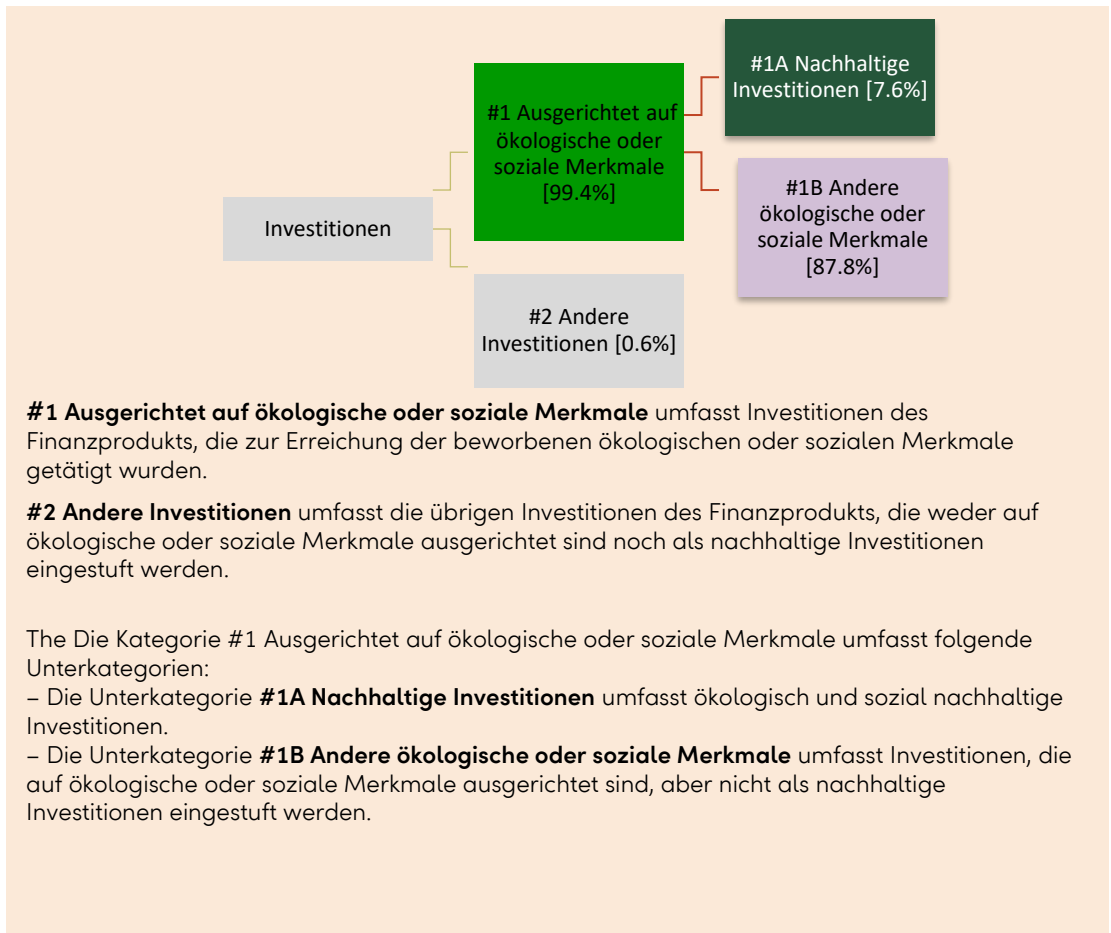 #1A Nachhaltige
Investitionen [7.6%]
#1 Ausgerichtet auf
ökologische oder
soziale Merkmale
[99.4%]
#1B Andere
ökologische oder
soziale Merkmale
[87.8%]
Investitionen
#2 Andere
Investitionen [0.6%]
#1 Ausgerichtet auf ökologische oder soziale Merkmale umfasst Investitionen des
Finanzprodukts, die zur Erreichung der beworbenen ökologischen oder sozialen Merkmale
getätigt wurden.
#2 Andere Investitionen umfasst die übrigen Investitionen des Finanzprodukts, die weder auf
ökologische oder soziale Merkmale ausgerichtet sind noch als nachhaltige Investitionen
eingestuft werden.
The Die Kategorie #1 Ausgerichtet auf ökologische oder soziale Merkmale umfasst folgende
Unterkategorien:
– Die Unterkategorie #1A Nachhaltige Investitionen umfasst ökologisch und sozial nachhaltige
Investitionen.
– Die Unterkategorie #1B Andere ökologische oder soziale Merkmale umfasst Investitionen, die
auf ökologische oder soziale Merkmale ausgerichtet sind, aber nicht als nachhaltige
Investitionen eingestuft werden.